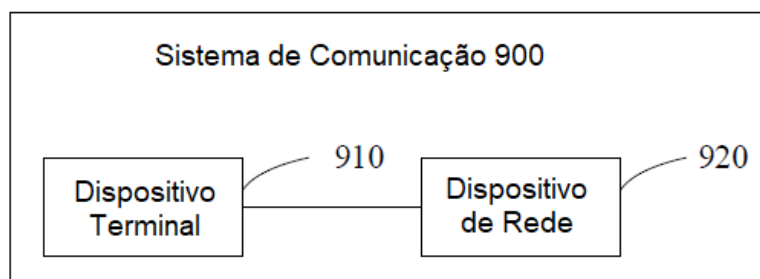 Sistema de Comunicação 900
910
920
Dispositivo
Terminal
Dispositivo
de Rede